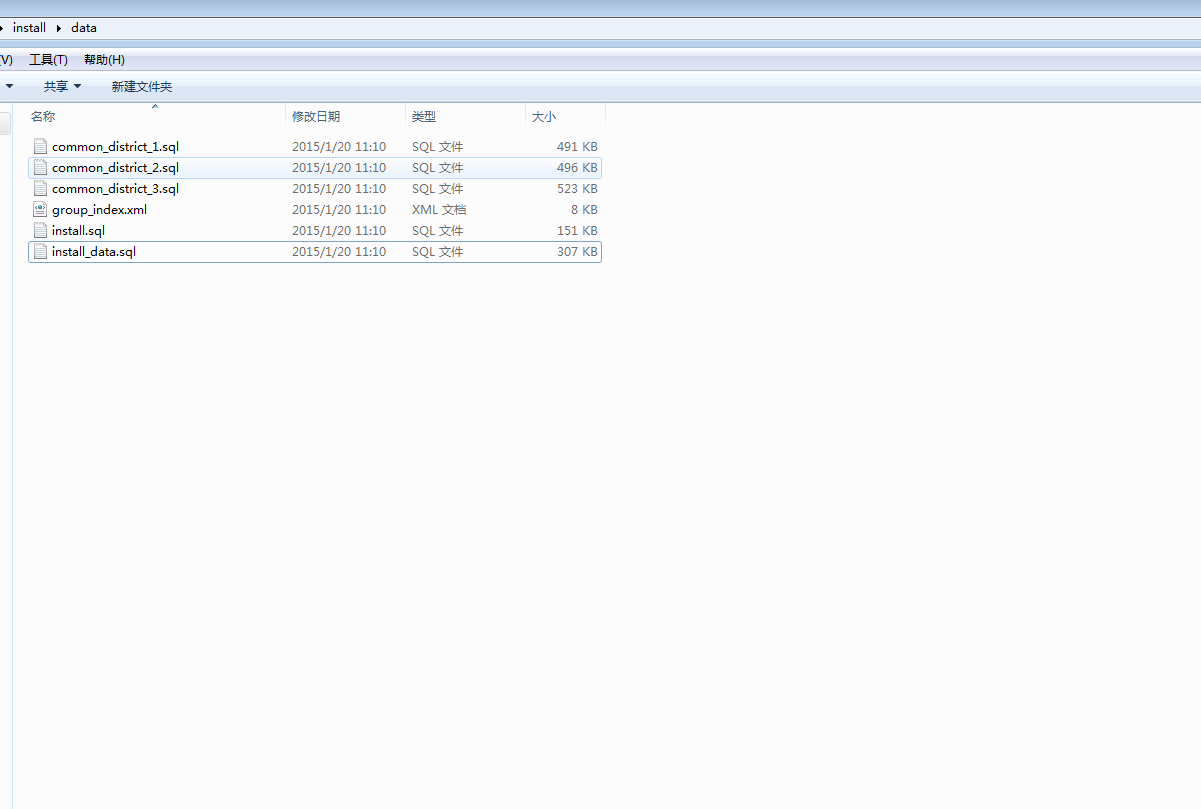 install data
(V) 工具(T) 帮助(H)
共享 新建文件夹
名称 修改日期 类型 大小
common_district_1.sql 2015/1/20 11:10 SQL 文件 491 KB
common_district_2.sql 2015/1/20 11:10 SQL 文件 496 KB
common_district_3.sql 2015/1/20 11:10 SQL 文件 523 KB
group_index.xml 2015/1/20 11:10 XML 文档 8 KB
install.sql 2015/1/20 11:10 SQL 文件 151 KB
install_data.sql 2015/1/20 11:10 SQL 文件 307 KB